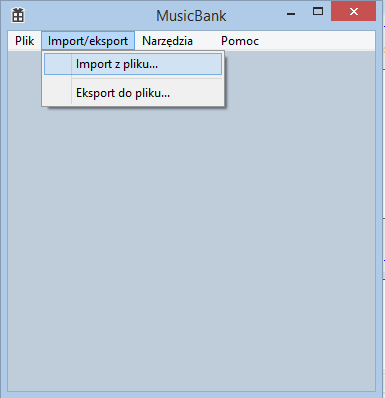 MusicBank
Plik Import/eksport Narzędzia Pomoc
Import z pliku...
Eksport do pliku...